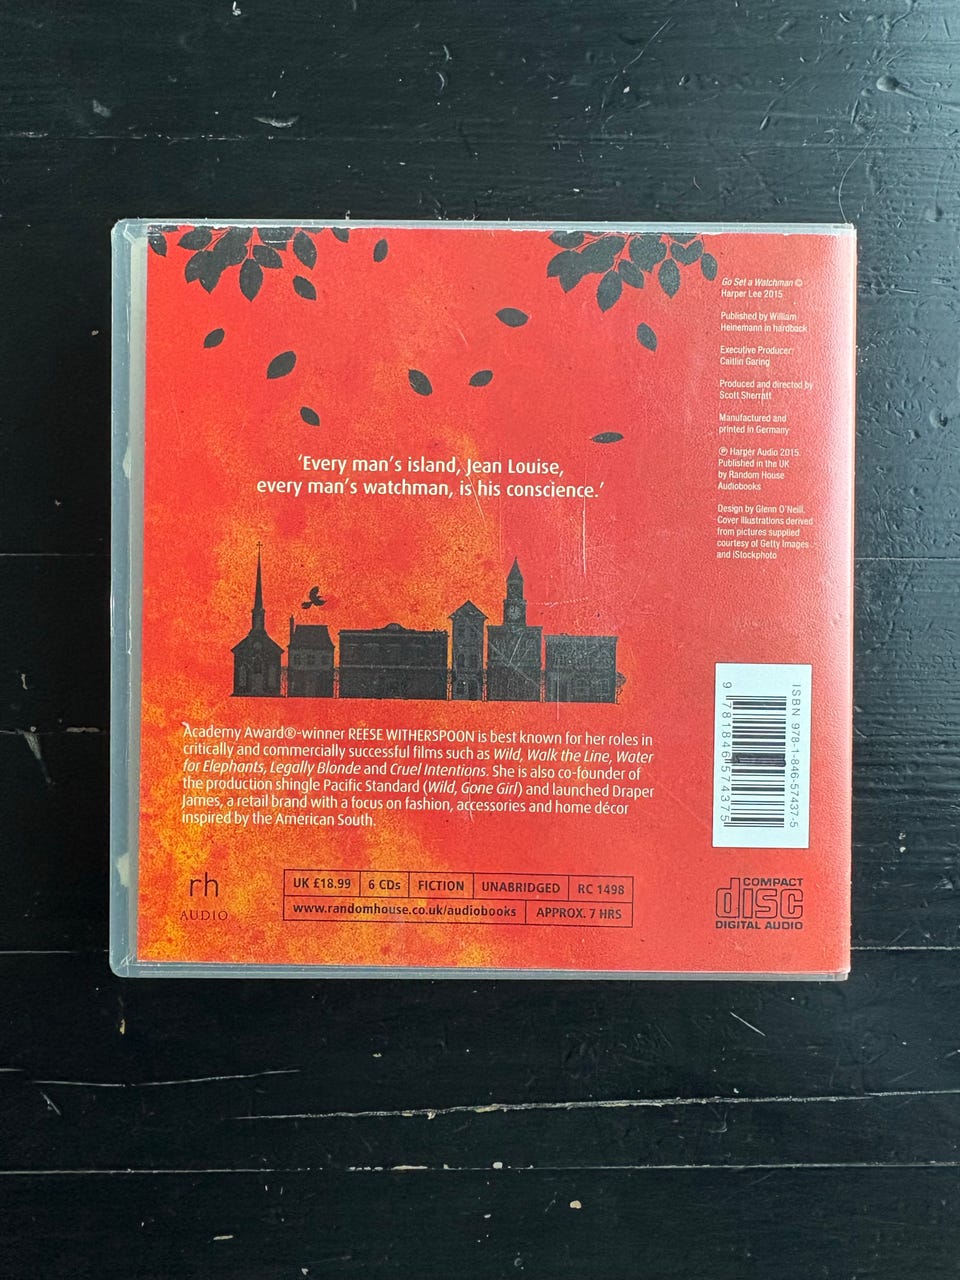 Go Set a Watchman ©
Harper Lee 2015
Published by William
Heinemann in hardback
Executive Producer:
Caitlin Garing
Produced and directed by
Scott Sherratt
Manufactured and
printed in Germany
℗ Harper Audio 2015.
Published in the UK
by Random House
Audiobooks
Design by Glenn O'Neill.
Cover illustrations derived
from pictures supplied
courtesy of Getty Images
and iStockphoto
‘Every man’s island, Jean Louise,
every man’s watchman, is his conscience.’
Academy Award®-winner REESE WITHERSPOON is best known for her roles in
critically and commercially successful films such as Wild, Walk the Line, Water
for Elephants, Legally Blonde and Cruel Intentions. She is also co-founder of
the production shingle Pacific Standard (Wild, Gone Girl) and launched Draper
James, a retail brand with a focus on fashion, accessories and home décor
inspired by the American South.
ISBN 978-1-846-57437-5
9 781846 574375
rh
AUDIO
UK £18.99 6 CDs FICTION UNABRIDGED RC 1498
www.randomhouse.co.uk/audiobooks APPROX. 7 HRS
COMPACT
disc
DIGITAL AUDIO